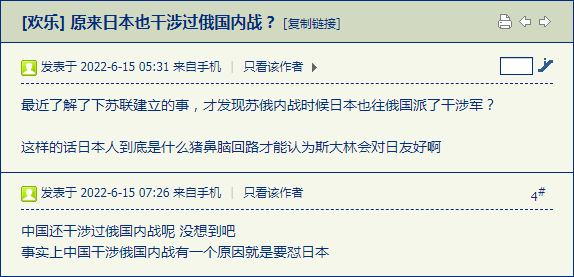 [欢乐] 原来日本也干涉过俄国内战？ [复制链接]
发表于 2022-6-15 05:31 来自手机 | 只看该作者
最近了解了下苏联建立的事，才发现苏俄内战时候日本也往俄国派了干涉军？
这样的话日本人到底是什么猪鼻脑回路才能认为斯大林会对日友好啊
发表于 2022-6-15 07:26 来自手机 | 只看该作者
4#
中国还干涉过俄国内战呢 没想到吧
事实上中国干涉俄国内战有一个原因就是要怼日本